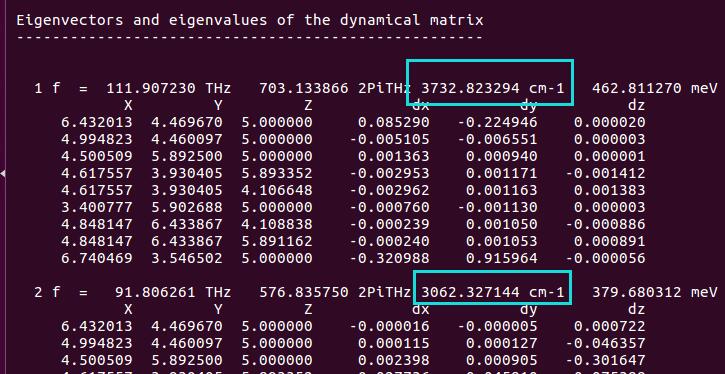 Eigenvectors and eigenvalues of the dynamical matrix
----------------------------------------------------
1 f  =  111.907230 THz   703.133866 2PiTHz 3732.823294 cm-1   462.811270 meV
X         Y         Z           dx          dy          dz
6.432013  4.469670  5.000000     0.085290   -0.224946    0.000020
4.994823  4.460097  5.000000    -0.005105   -0.006551    0.000003
4.500509  5.892500  5.000000     0.001363    0.000940    0.000001
4.617557  3.930405  5.893352    -0.002953    0.001171   -0.001412
4.617557  3.930405  4.106648    -0.002962    0.001163    0.001383
3.400777  5.902688  5.000000    -0.000760   -0.001130    0.000003
4.848147  6.433867  4.108838    -0.000239    0.001050   -0.000886
4.848147  6.433867  5.891162    -0.000240    0.001053    0.000891
6.740469  3.546502  5.000000    -0.320988    0.915964   -0.000056
2 f  =   91.806261 THz   576.835750 2PiTHz 3062.327144 cm-1   379.680312 meV
X         Y         Z           dx          dy          dz
6.432013  4.469670  5.000000    -0.000016   -0.000005    0.000722
4.994823  4.460097  5.000000     0.000115    0.000127   -0.046357
4.500509  5.892500  5.000000     0.002398    0.000905   -0.301647